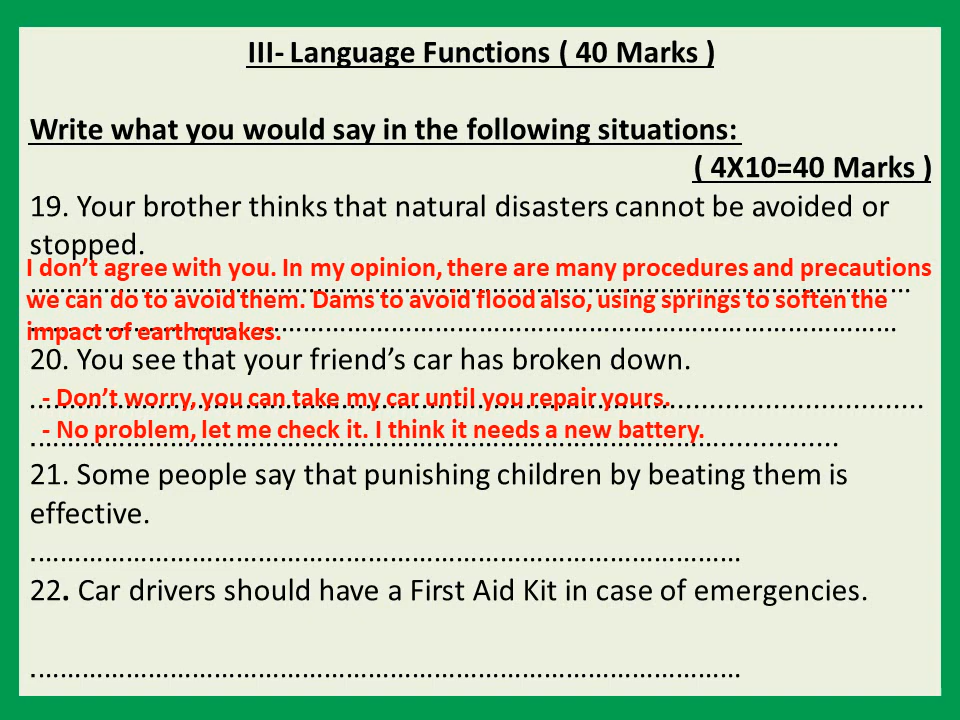 III- Language Functions ( 40 Marks )
Write what you would say in the following situations:
( 4X10=40 Marks )
19. Your brother thinks that natural disasters cannot be avoided or
stopped.
I don’t agree with you. In my opinion, there are many procedures and precautions
we can do to avoid them. Dams to avoid flood also, using springs to soften the
impact of earthquakes.
20. You see that your friend’s car has broken down.
- Don’t worry, you can take my car until you repair yours.
- No problem, let me check it. I think it needs a new battery.
21. Some people say that punishing children by beating them is
effective.
……………………………………………………………………………………
22. Car drivers should have a First Aid Kit in case of emergencies.
……………………………………………………………………………………